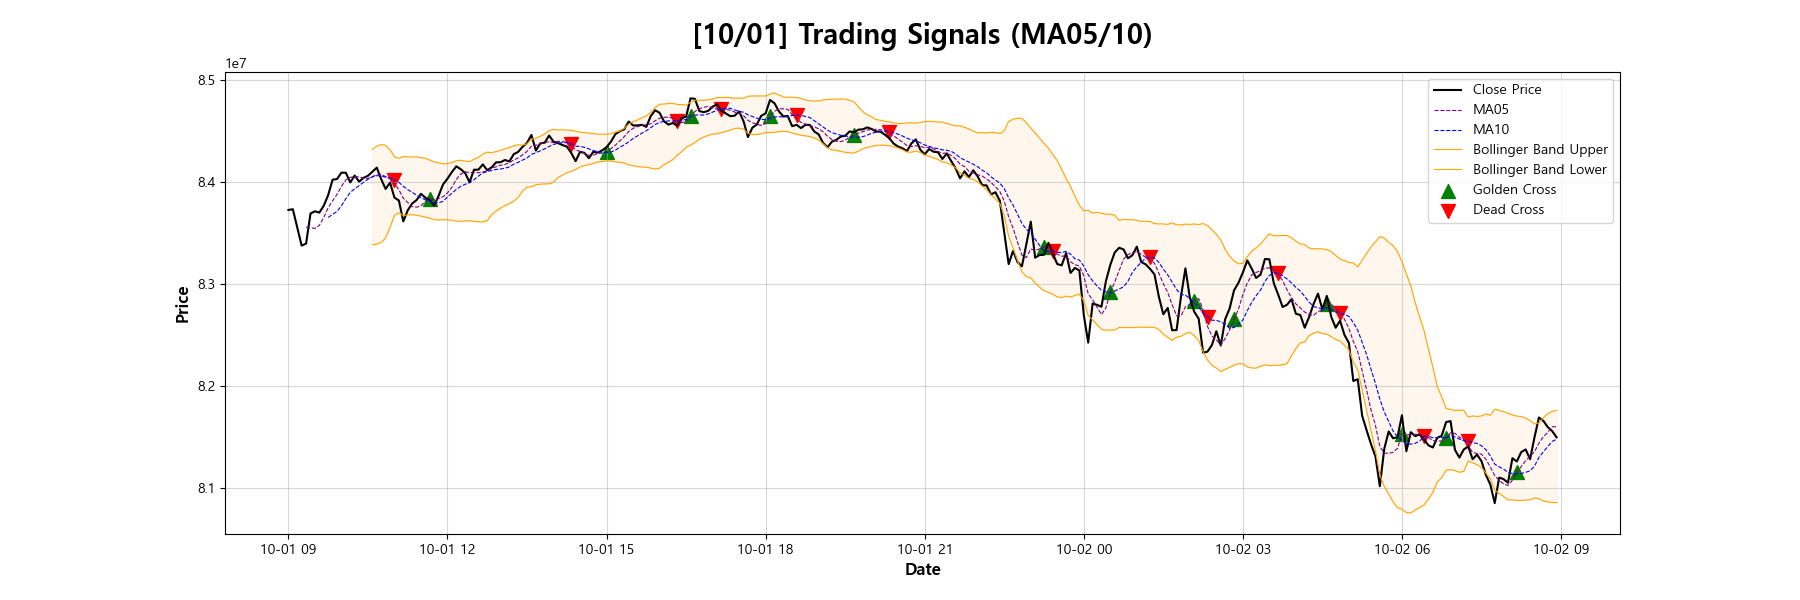 [10/01] Trading Signals (MA05/10)
1e7
8.5
8.4
8.3
8.2
8.1
Price
Close Price
MA05
MA10
Bollinger Band Upper
Bollinger Band Lower
Golden Cross
Dead Cross
10-01 09
10-01 12
10-01 15
10-01 18
10-01 21
10-02 00
10-02 03
10-02 06
10-02 09
Date